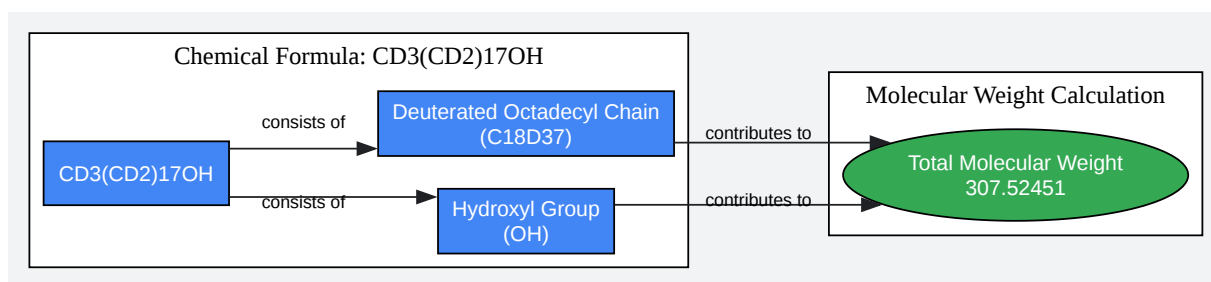 Chemical Formula: CD3(CD2)17OH
CD3(CD2)17OH
consists of
consists of
Deuterated Octadecyl Chain
(C18D37)
Hydroxyl Group
(OH)
contributes to
contributes to
Molecular Weight Calculation
Total Molecular Weight
307.52451